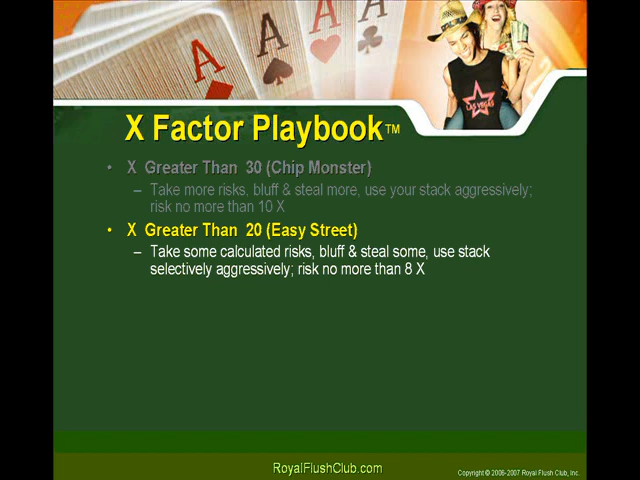 A A A A
LAS VEGAS
X Factor Playbook™
• X Greater Than 30 (Chip Monster)
– Take more risks, bluff & steal more, use your stack aggressively;
risk no more than 10 X
• X Greater Than 20 (Easy Street)
– Take some calculated risks, bluff & steal some, use stack
selectively aggressively; risk no more than 8 X
RoyalFlushClub.com
Copyright © 2006-2007 Royal Flush Club, Inc.